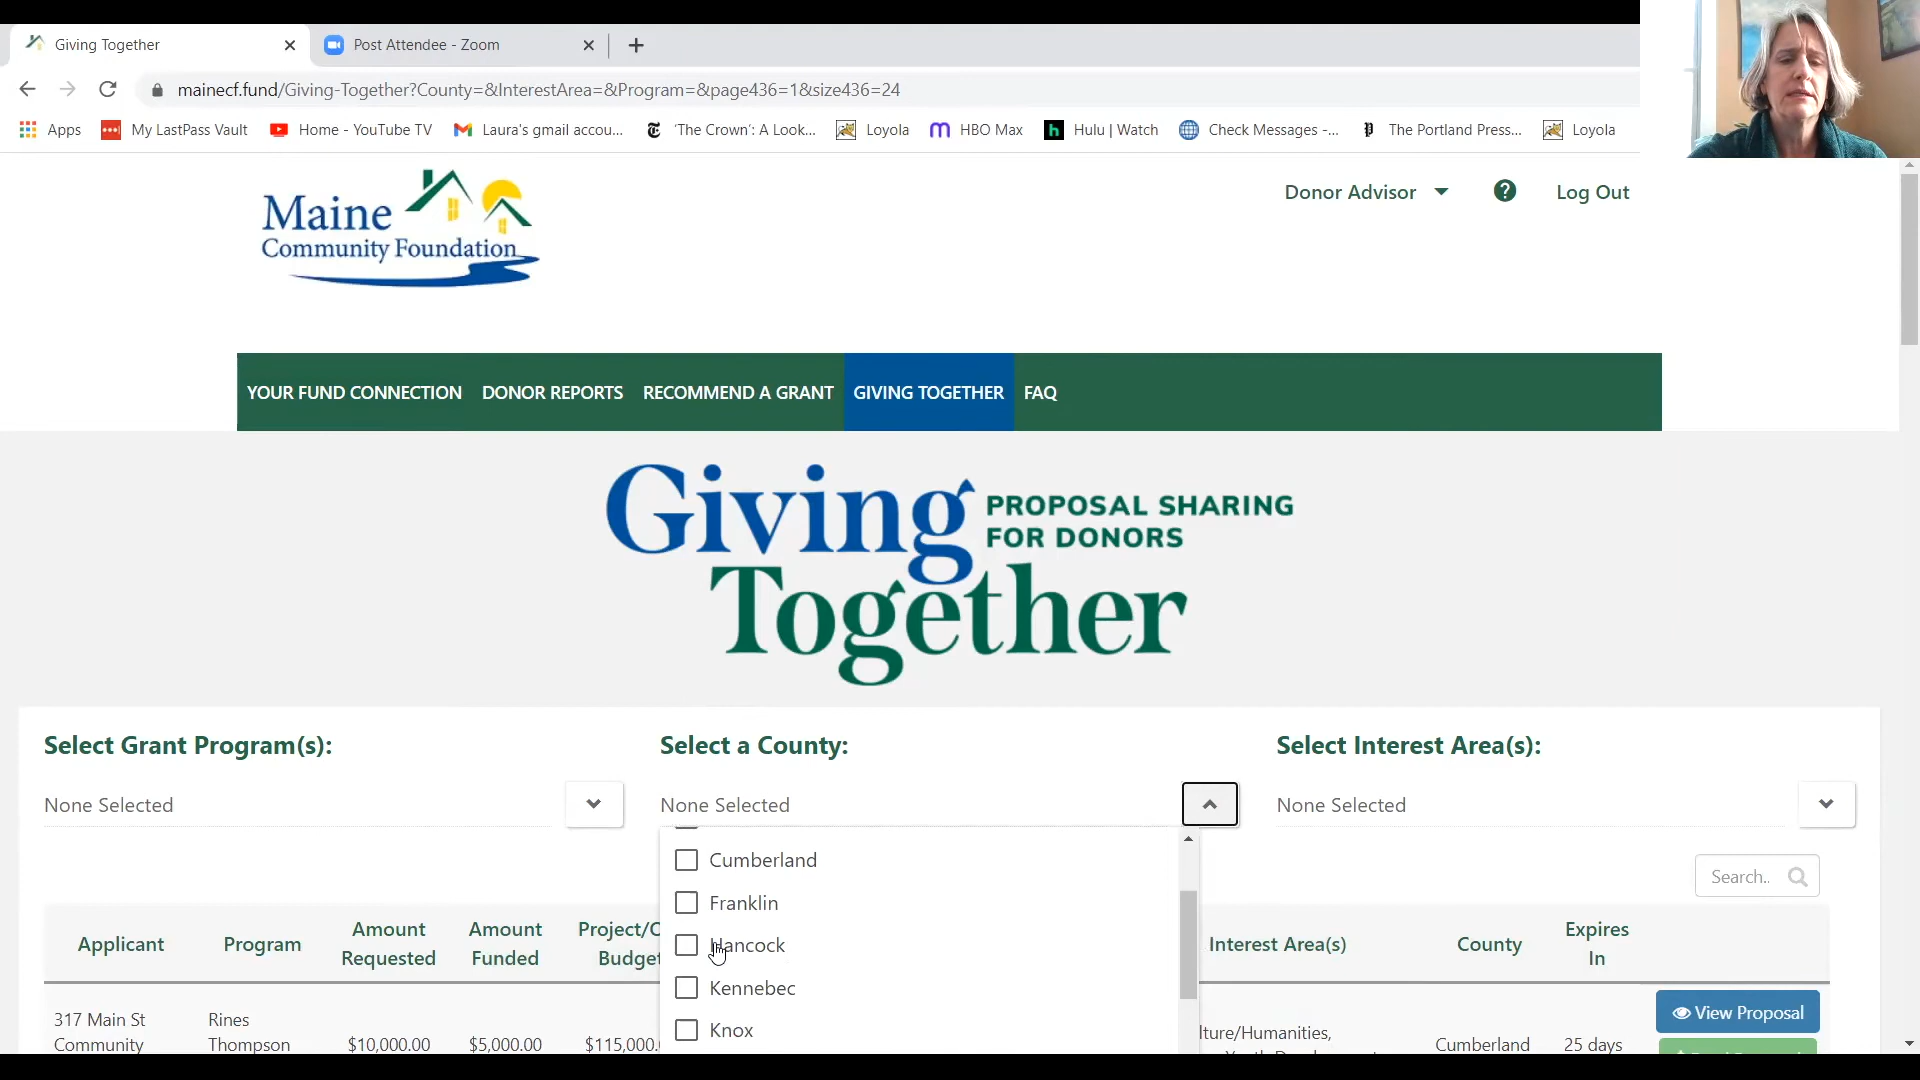 Giving Together
Post Attendee - Zoom
mainecf.fund/Giving-Together?County=&InterestArea=&Program=&page436=1&size436=24
Apps
My LastPass Vault
Home - YouTube TV
Laura's gmail accou...
'The Crown': A Look...
Loyola
HBO Max
Hulu | Watch
Check Messages -...
The Portland Press...
Loyola
Maine
Community Foundation
Donor Advisor
?
Log Out
YOUR FUND CONNECTION
DONOR REPORTS
RECOMMEND A GRANT
GIVING TOGETHER
FAQ
Giving
PROPOSAL SHARING
FOR DONORS
Together
Select Grant Program(s):
None Selected
Select a County:
None Selected
Select Interest Area(s):
None Selected
Cumberland
Franklin
Hancock
Kennebec
Knox
Search..
Applicant
Program
Amount
Requested
Amount
Funded
Project/
Budget
Interest Area(s)
County
Expires
In
317 Main St
Community
Rines
Thompson
$10,000.00
$5,000.00
$115,000.
lture/Humanities,
Cumberland
25 days
View Proposal